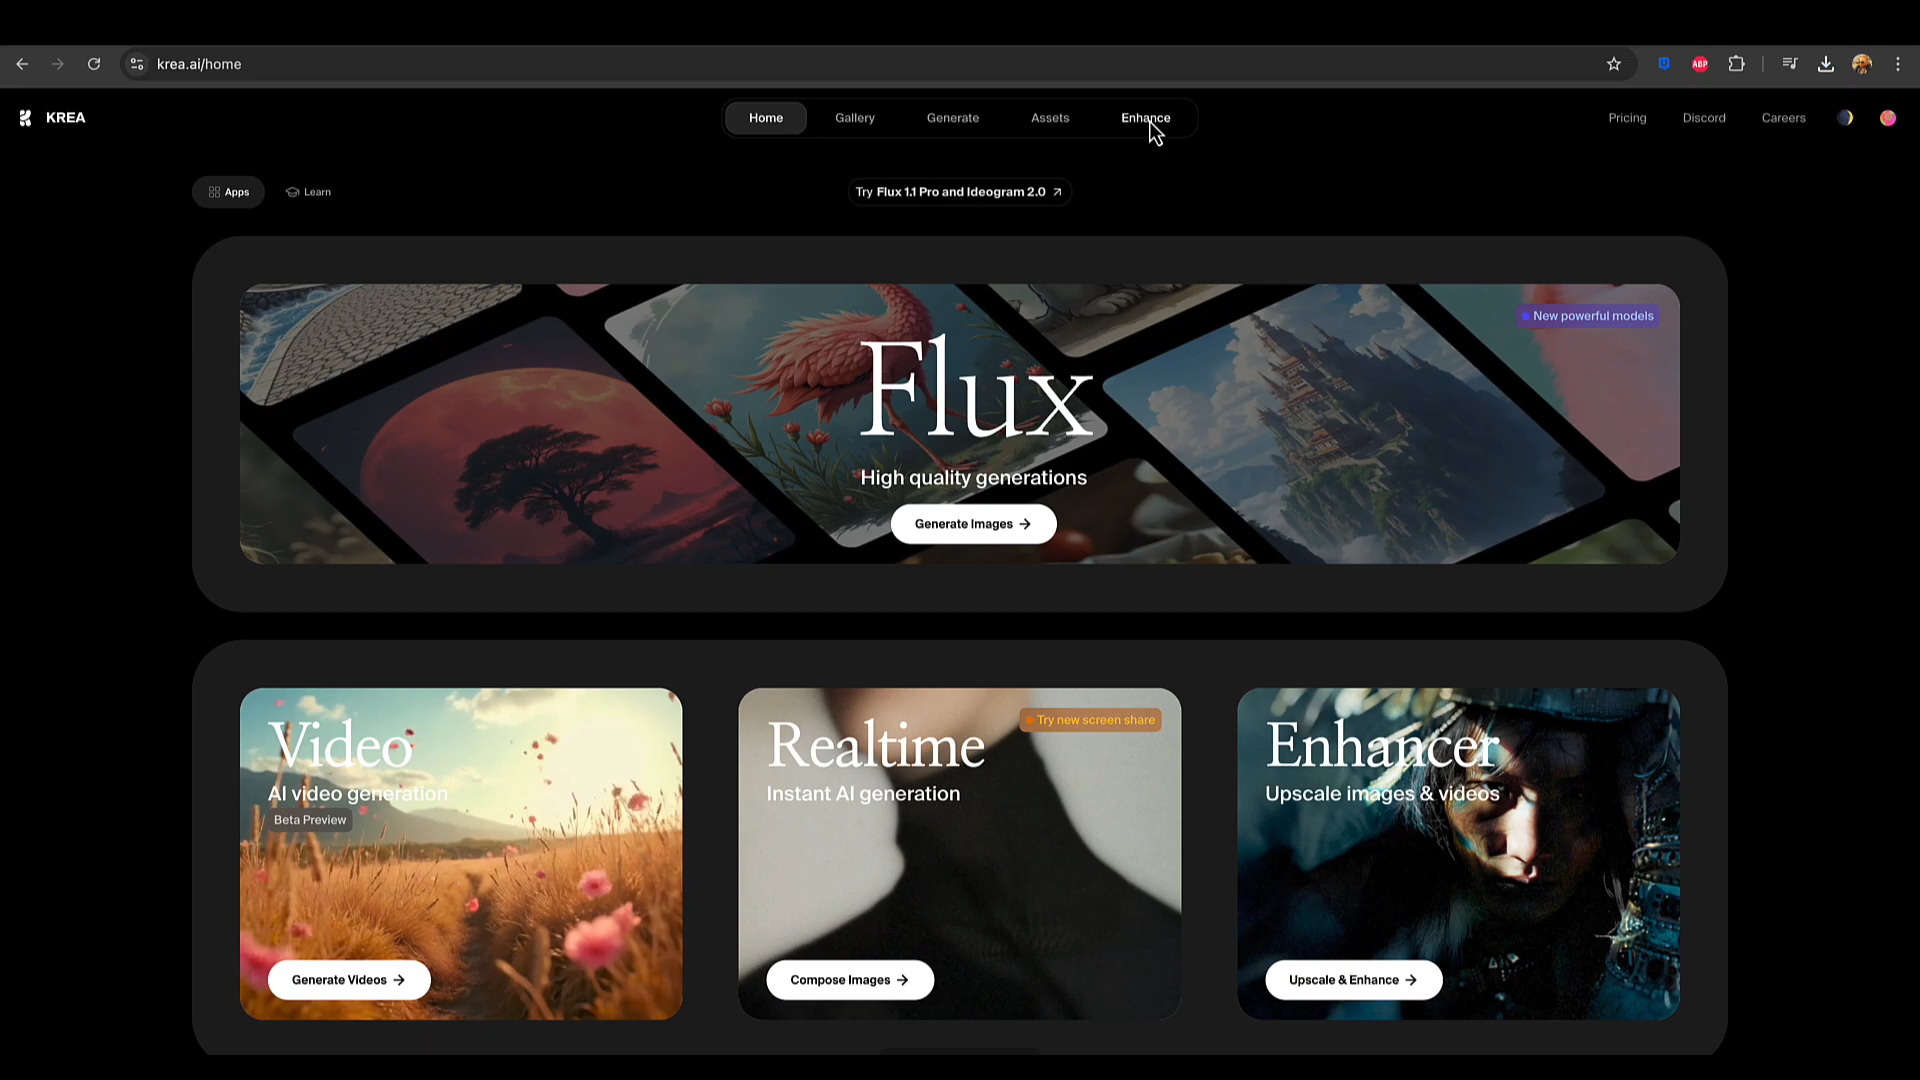 krea.ai/home
ABP
KREA
Home
Gallery
Generate
Assets
Enhance
Pricing
Discord
Careers
Apps
Learn
Try Flux 1.1 Pro and Ideogram 2.0
New powerful models
Flux
High quality generations
Generate Images
Video
AI video generation
Beta Preview
Generate Videos
Try new screen share
Realtime
Instant AI generation
Compose Images
Enhancer
Upscale images & videos
Upscale & Enhance